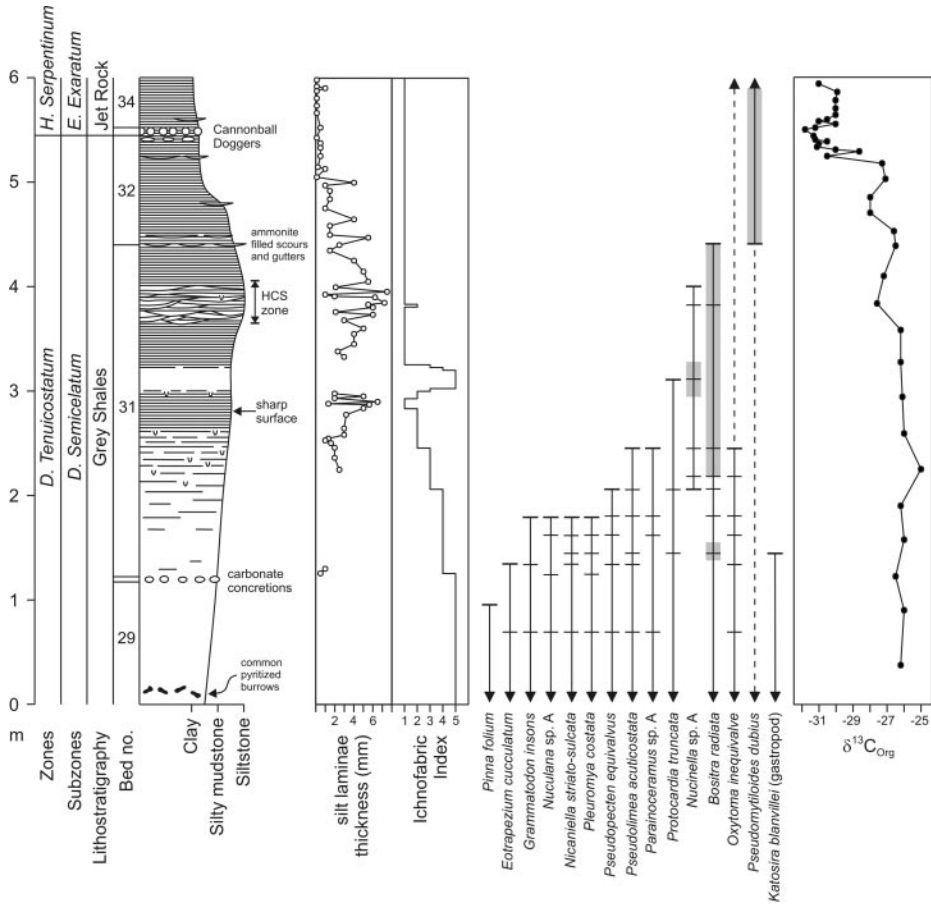 H. Serpentinum
E. Exaratum
Jet Rock
D. Tenuicostatum
D. Semicelatum
Grey Shales
6
5
4
3
2
1
0
m
34
32
31
29
Cannonball
Doggers
ammonite
filled scours
and gutters
HCS
zone
sharp
surface
carbonate
concretions
common
pyritized
burrows
Zones
Subzones
Lithostratigraphy
Bed no.
Clay
Silty mudstone
Siltstone
2 4 6
silt laminae
thickness (mm)
1 2 3 4 5
Ichnofabric
Index
Pinna folium
Eotrapezium cucculatum
Grammatodon insons
Nuculana sp. A
Nicaniella striato-sulcata
Pleuromya costata
Pseudopecten equivalvus
Pseudolimea acuticostata
Parainoceramus sp. A
Protocardia truncata
Nucinella sp. A
Bositra radiata
Oxytoma inequivalve
Pseudomytiloides dubius
Katosira blanvillei (gastropod)
-31 -29 -27 -25
δ13COrg